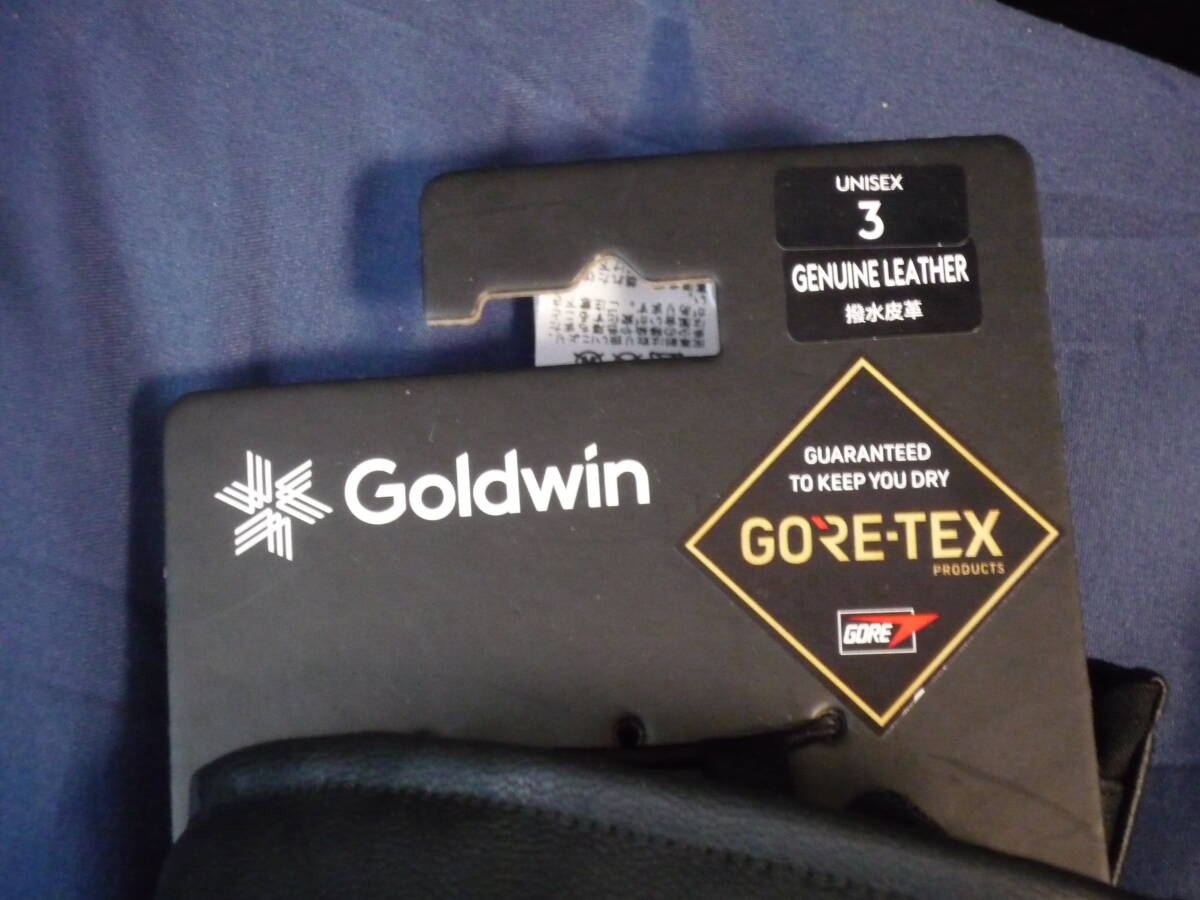 UNISEX
3
GENUINE LEATHER
撥水皮革
Goldwin
GUARANTEED
TO KEEP YOU DRY
GORE-TEX
PRODUCTS
GORE